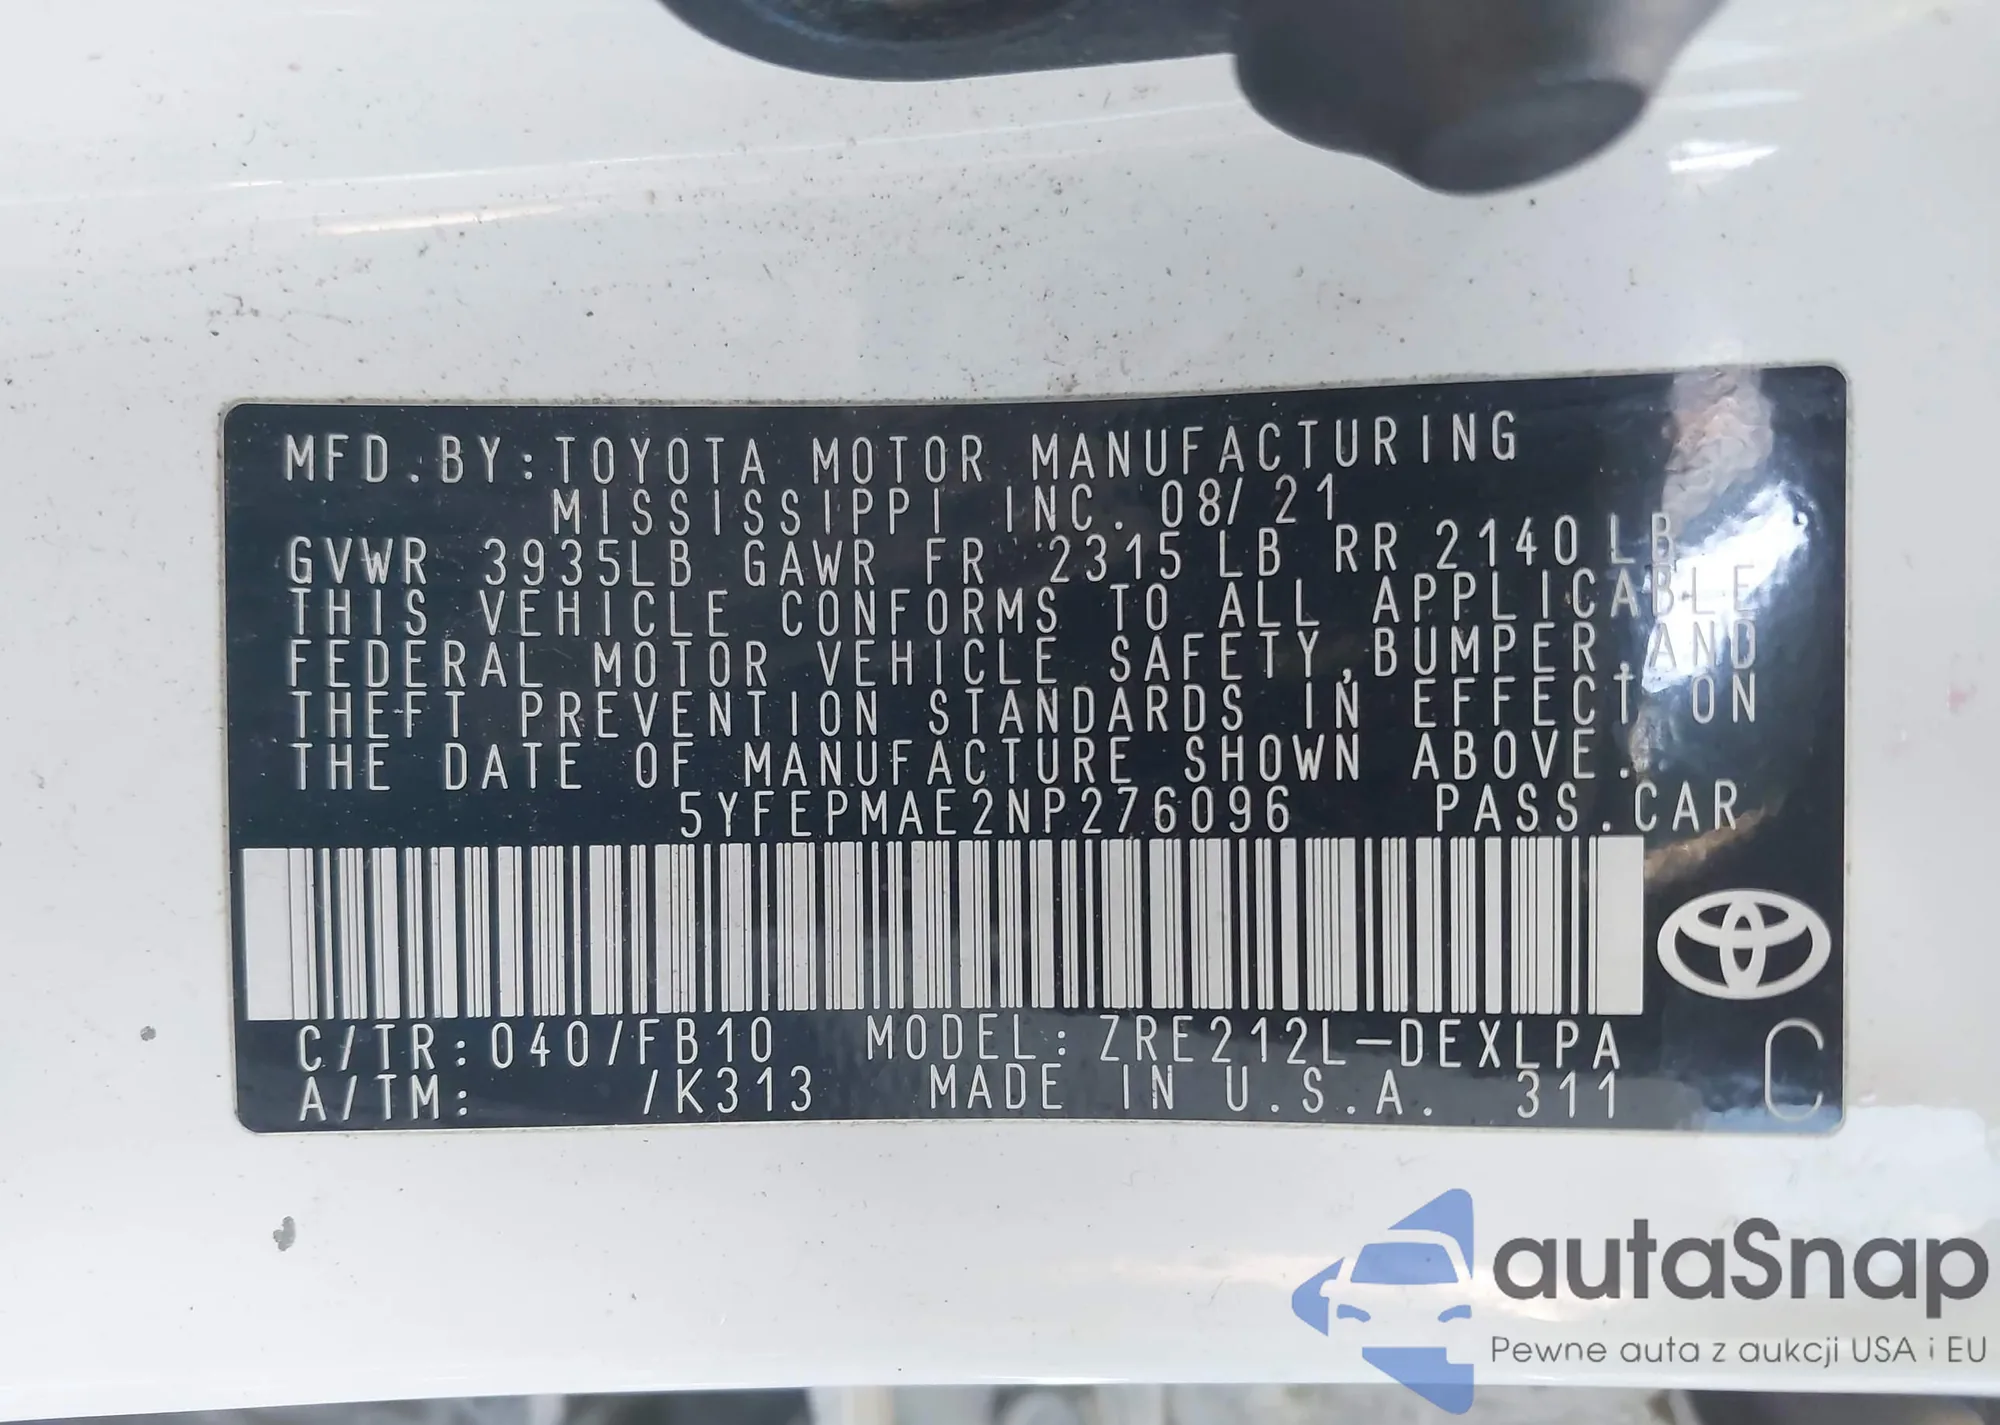 MFD.BY:TOYOTA MOTOR MANUFACTURING
MISSISSIPPI INC. 08/21
GVWR 3935LB GAWR FR 2315 LB RR 2140 LB
THIS VEHICLE CONFORMS TO ALL APPLICABLE
FEDERAL MOTOR VEHICLE SAFETY,BUMPER,AND
THEFT PREVENTION STANDARDS IN EFFECT ON
THE DATE OF MANUFACTURE SHOWN ABOVE.
5YFEPMAE2NP276096 PASS.CAR
C/TR:040/FB10 MODEL: ZRE212L-DEXLPA
A/TM: /K313 MADE IN U.S.A. 311
C
autaSnap
Pewne auta z aukcji USA i EU